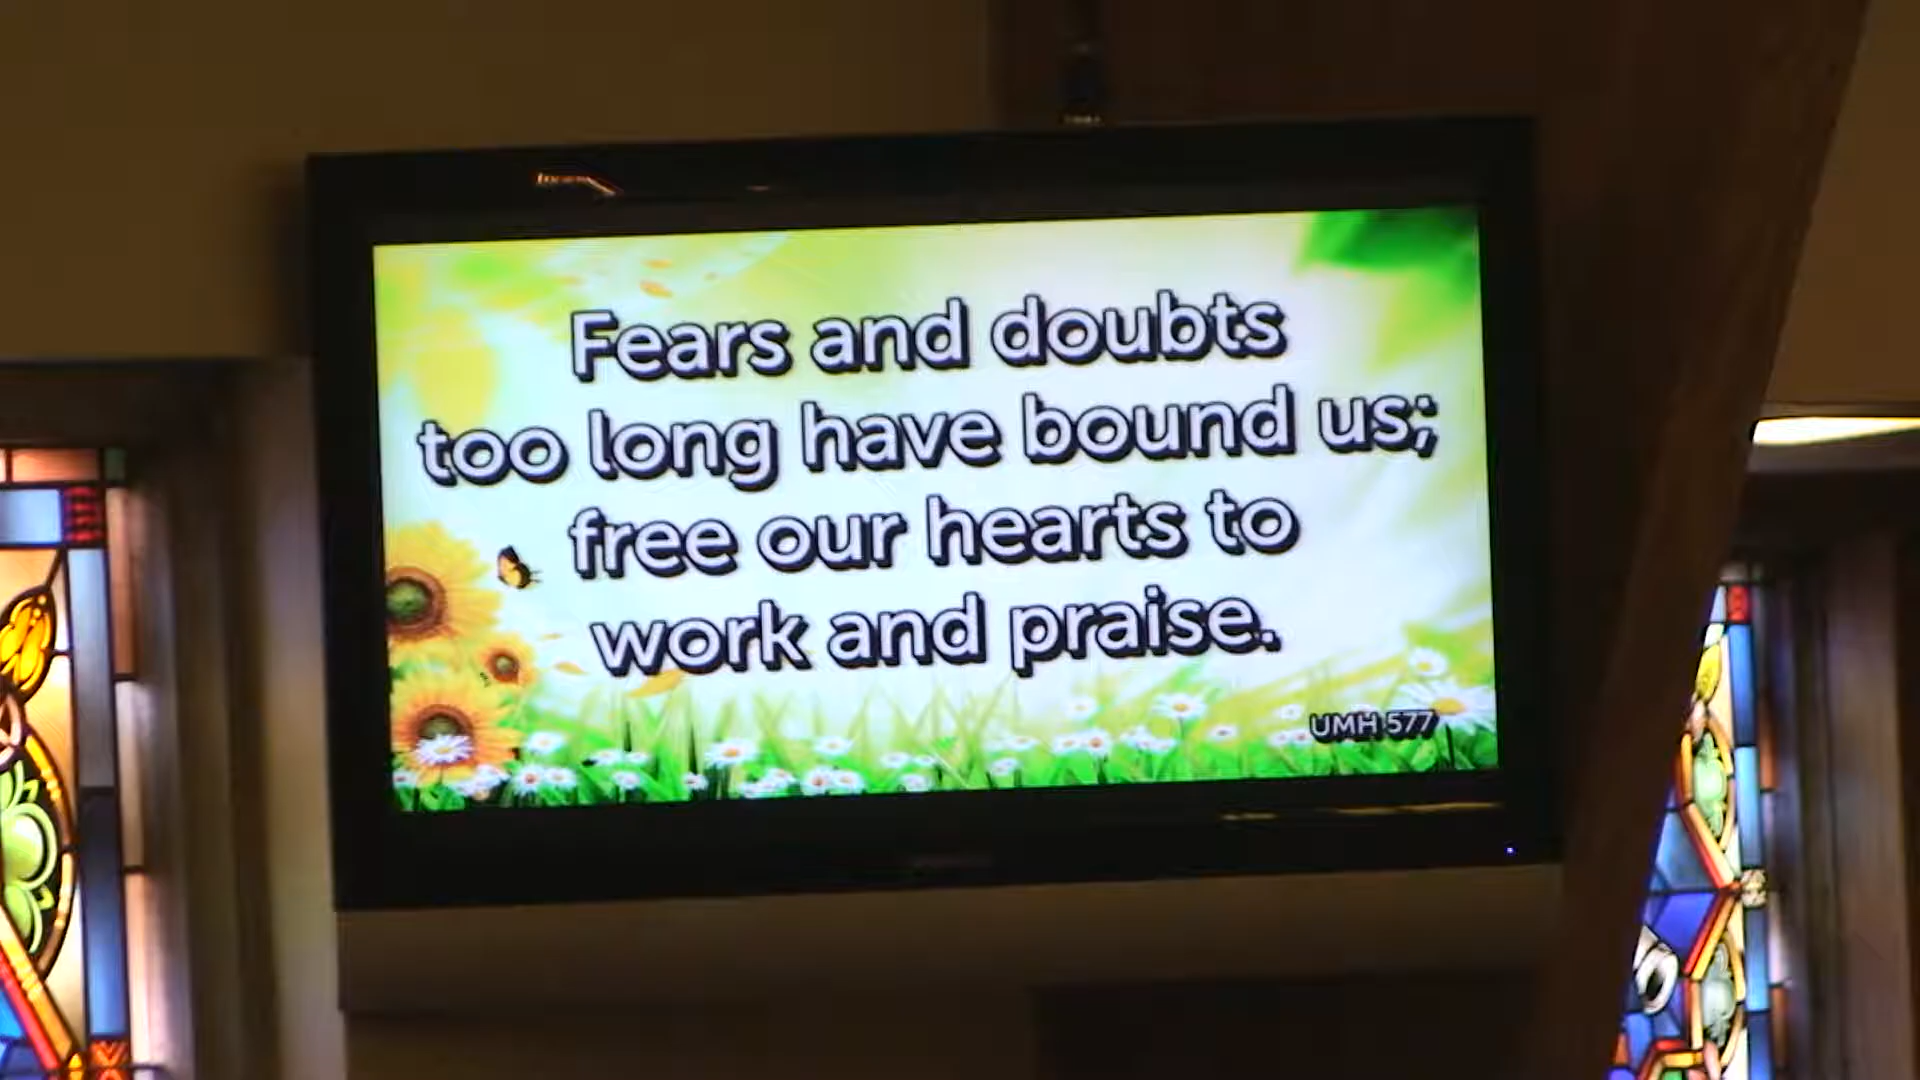 Fears and doubts
too long have bound us;
free our hearts to
work and praise.
UMH 577